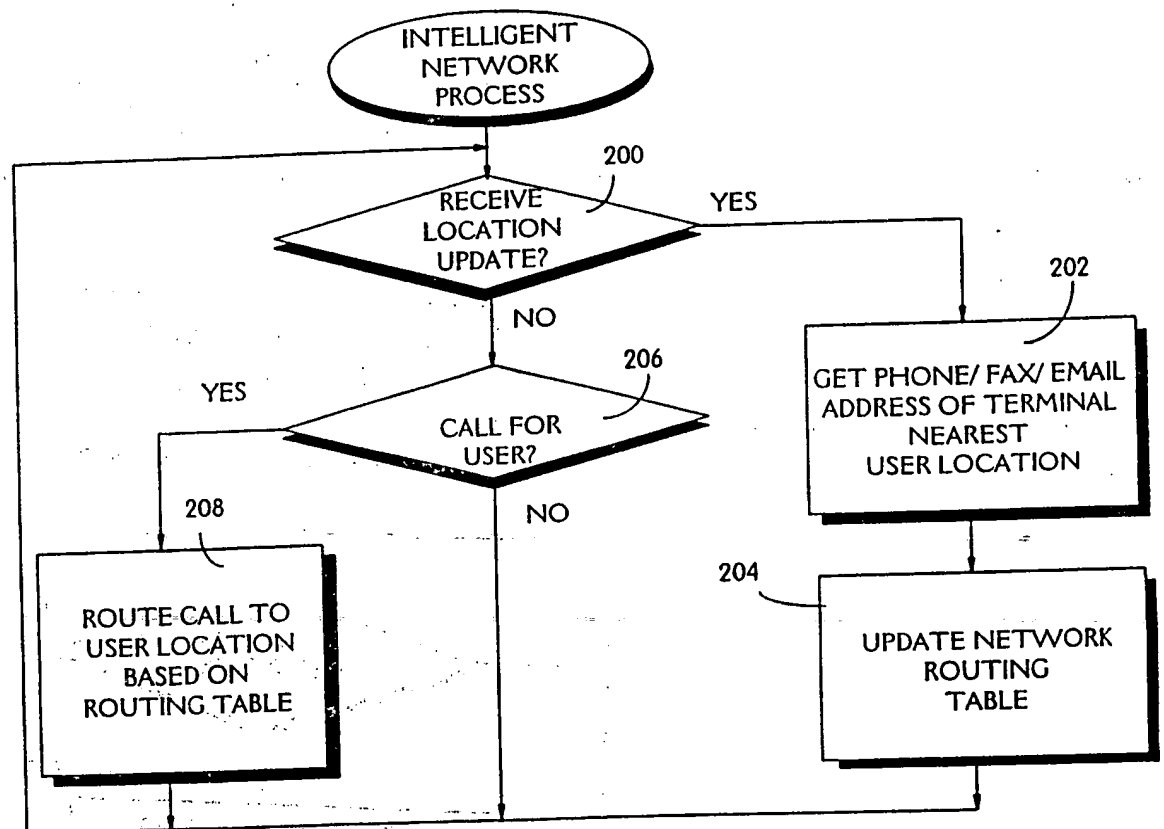 INTELLIGENT
NETWORK
PROCESS
200
RECEIVE
LOCATION
UPDATE?
YES
NO
202
GET PHONE/ FAX/ EMAIL
ADDRESS OF TERMINAL
NEAREST
USER LOCATION
206
YES
CALL FOR
USER?
NO
208
ROUTE CALL TO
USER LOCATION
BASED ON
ROUTING TABLE
204
UPDATE NETWORK
ROUTING
TABLE